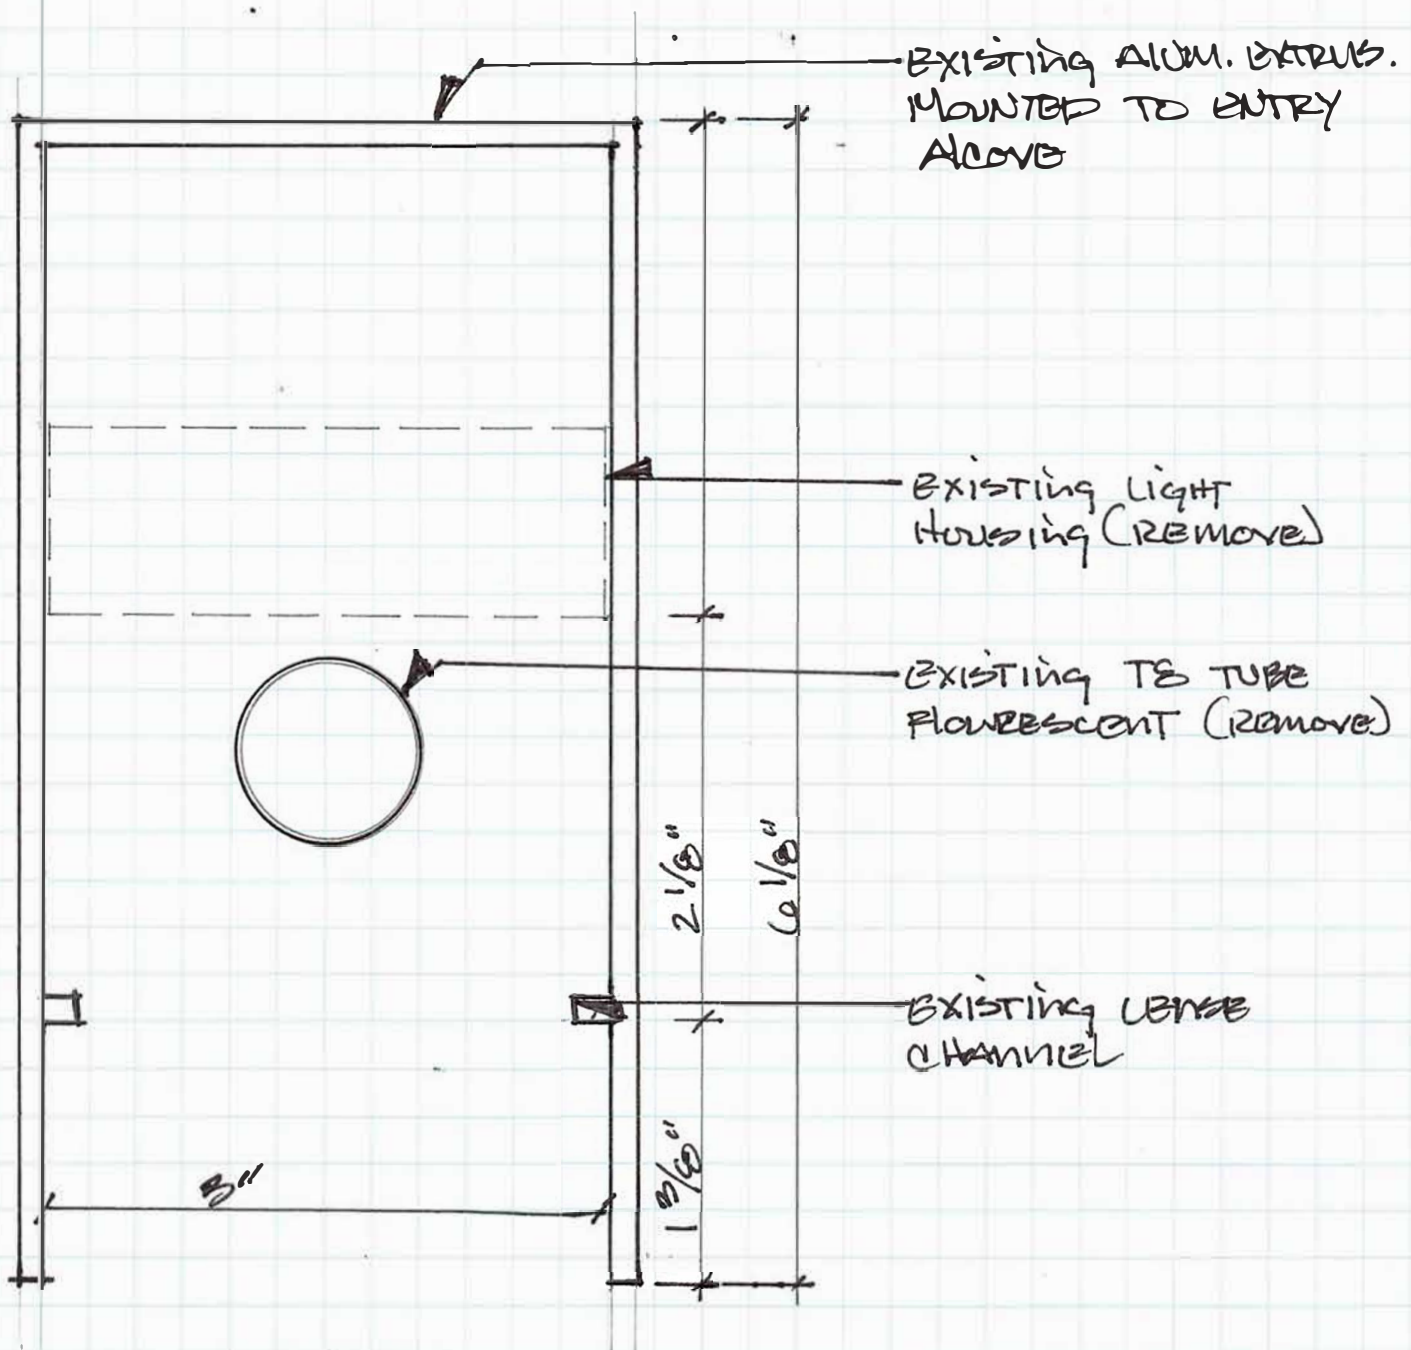 EXISTING ALUM. EXTRUS.
MOUNTED TO ENTRY
ALCOVE
EXISTING LIGHT
HOUSING (REMOVE)
EXISTING T8 TUBE
FLOURESCENT (REMOVE)
2 1/8"
6 1/8"
EXISTING LENSE
CHANNEL
1 3/8"
3"